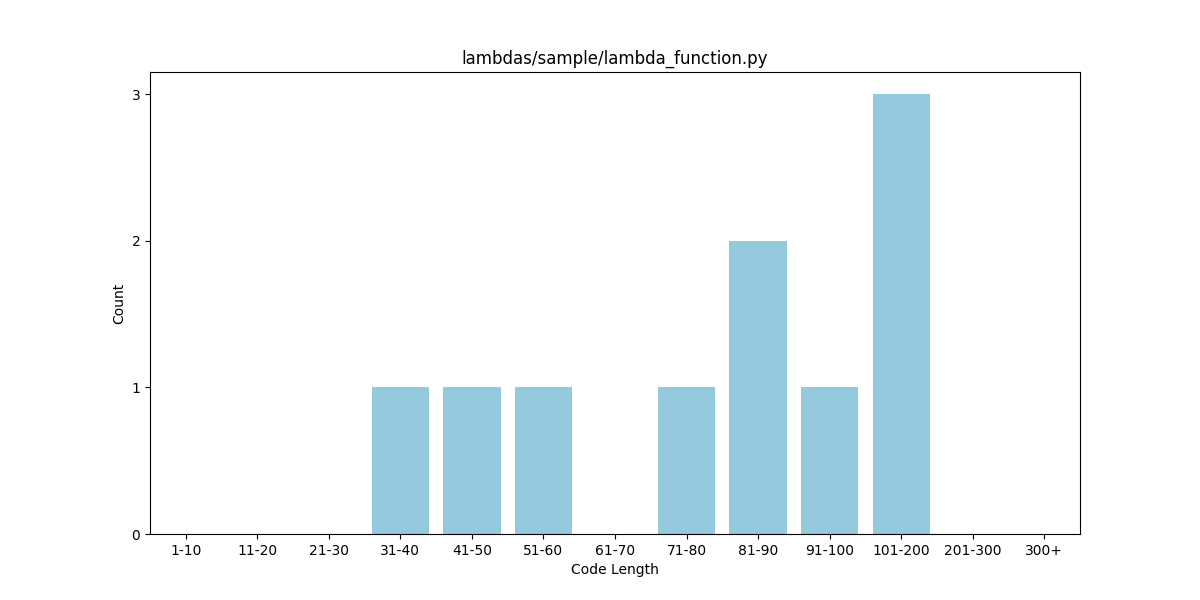 lambdas/sample/lambda_function.py
3
2
1
0
Count
1-10 11-20 21-30 31-40 41-50 51-60 61-70 71-80 81-90 91-100 101-200 201-300 300+
Code Length